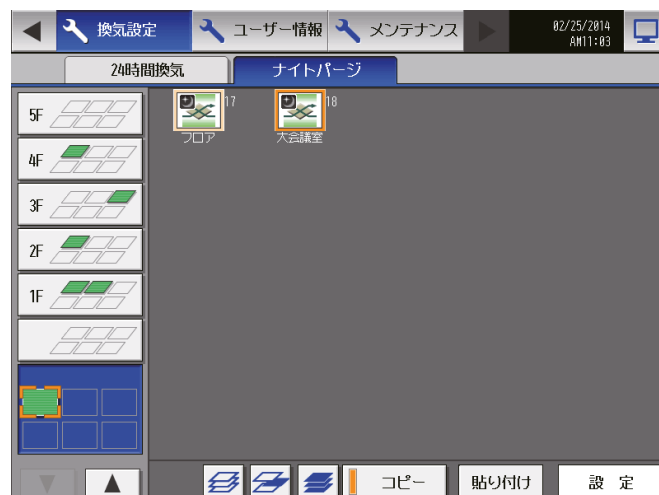 換気設定 ユーザー情報 メンテナンス 02/25/2014
AM11:03
24時間換気 ナイトパージ
5F
17 18
フロア 大会議室
4F
3F
2F
1F
コピー 貼り付け 設 定